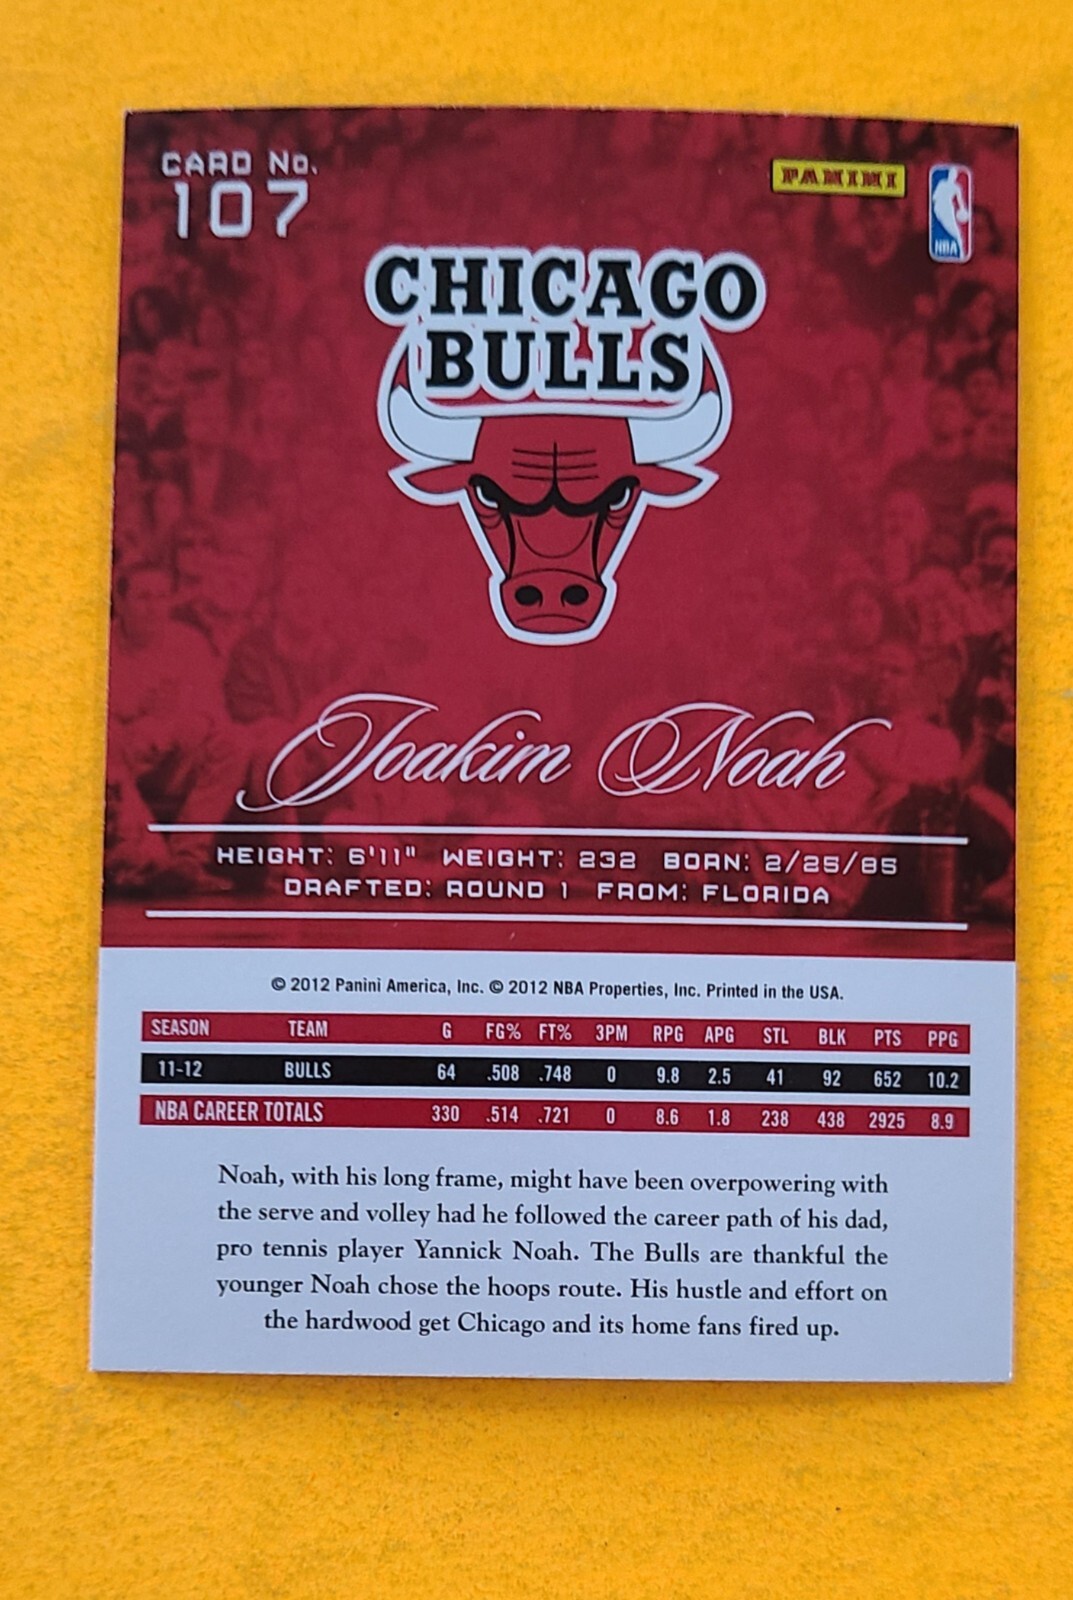 CARD No.
107
PANINI
NBA
CHICAGO
BULLS
Joakim Noah
HEIGHT: 6'11" WEIGHT: 232 BORN: 2/25/85
DRAFTED: ROUND 1 FROM: FLORIDA
© 2012 Panini America, Inc. © 2012 NBA Properties, Inc. Printed in the USA.
SEASON TEAM G FG% FT% 3PM RPG APG STL BLK PTS PPG
11-12 BULLS 64 .508 .748 0 9.8 2.5 41 92 652 10.2
NBA CAREER TOTALS 330 .514 .721 0 8.6 1.8 238 438 2925 8.9
Noah, with his long frame, might have been overpowering with
the serve and volley had he followed the career path of his dad,
pro tennis player Yannick Noah. The Bulls are thankful the
younger Noah chose the hoops route. His hustle and effort on
the hardwood get Chicago and its home fans fired up.